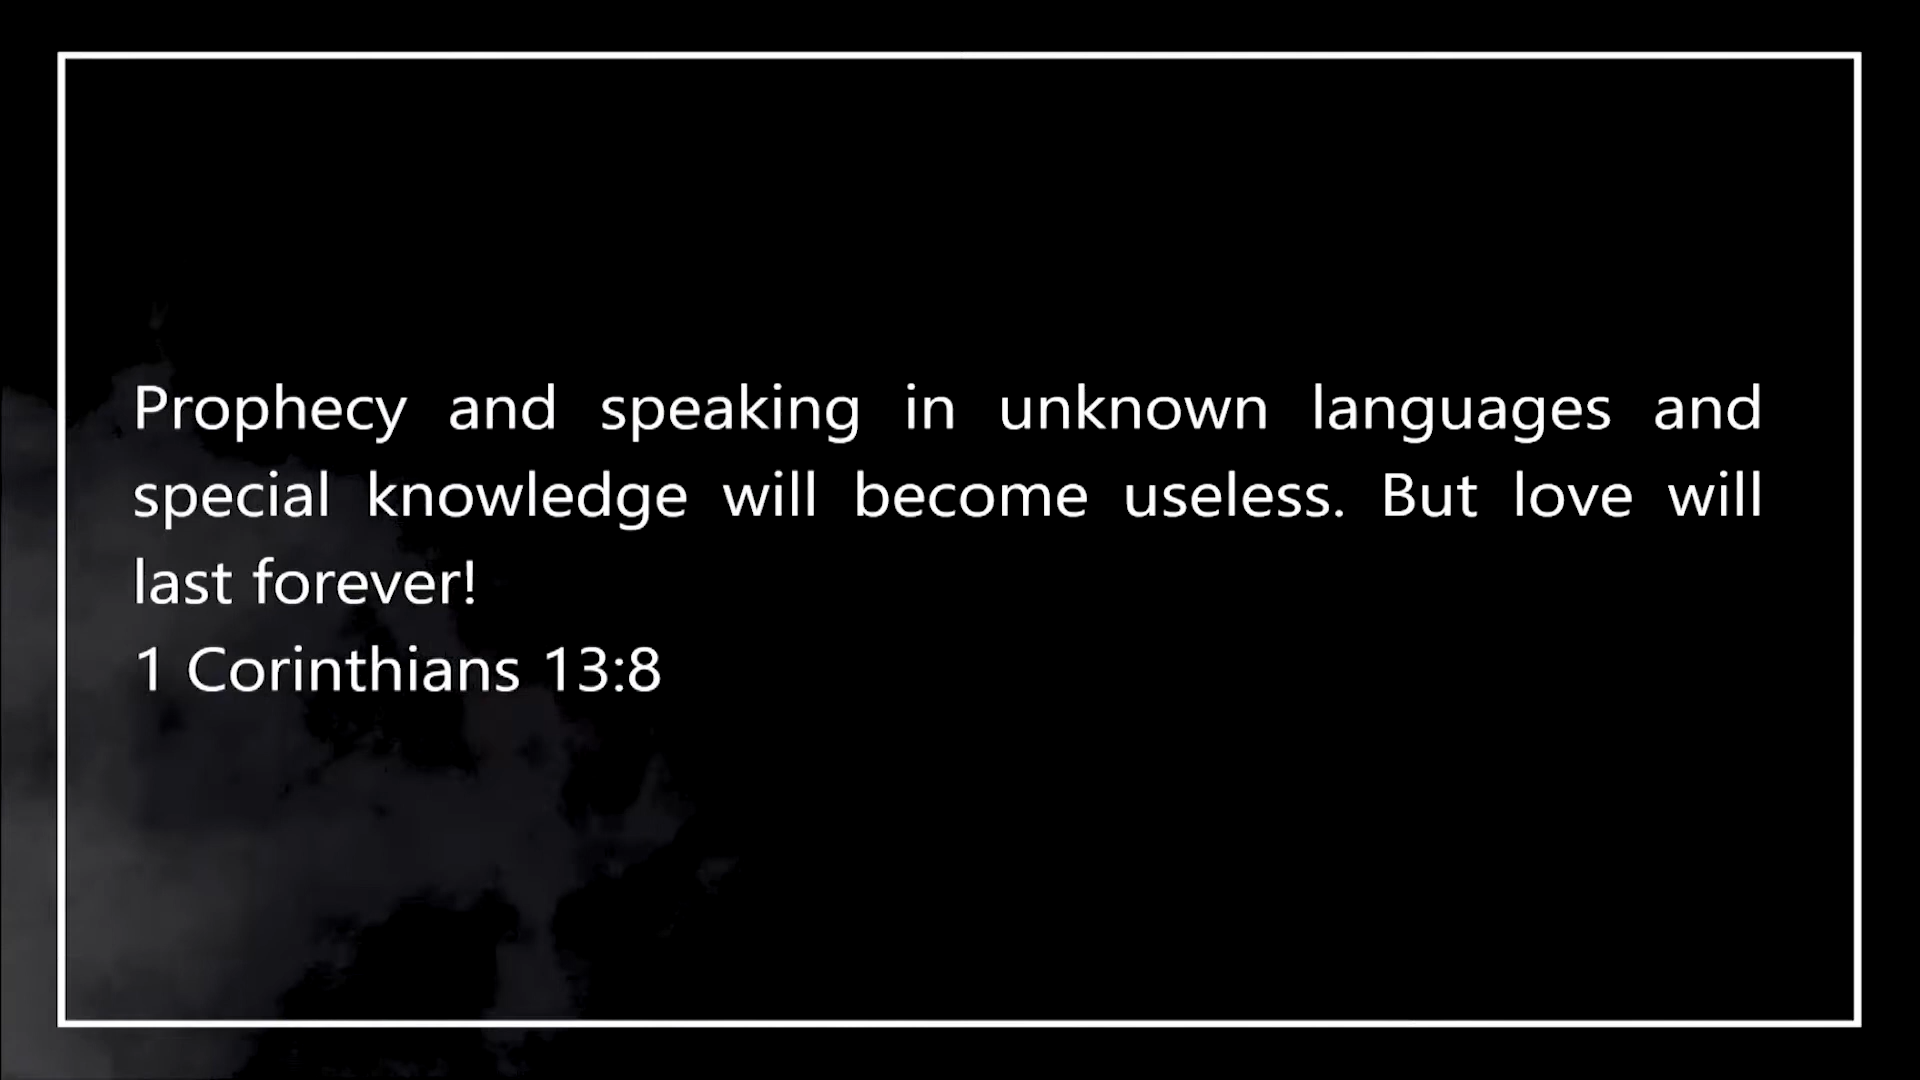 Prophecy and speaking in unknown languages and
special knowledge will become useless. But love will
last forever!
1 Corinthians 13:8